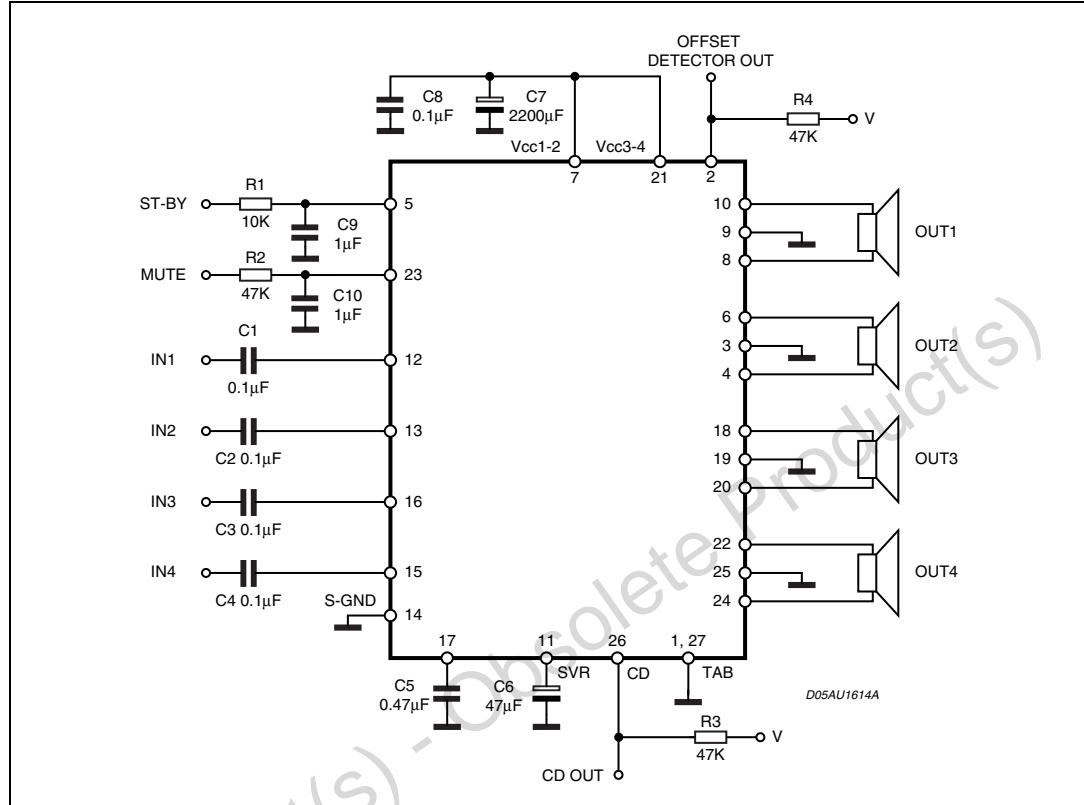 OFFSET
DETECTOR OUT
C8
0.1μF
C7
2200μF
R4
47K
V
Vcc1-2
Vcc3-4
7
21
2
ST-BY
R1
10K
5
C9
1μF
MUTE
R2
47K
23
C10
1μF
IN1
C1
0.1μF
12
IN2
C2 0.1μF
13
IN3
C3 0.1μF
16
IN4
C4 0.1μF
15
S-GND
14
10
9
8
OUT1
6
3
4
OUT2
18
19
20
OUT3
22
25
24
OUT4
17
11
26
1, 27
SVR
CD
TAB
C5
0.47μF
C6
47μF
D05AU1614A
R3
47K
V
CD OUT
(s) - Obsolete Product(s)